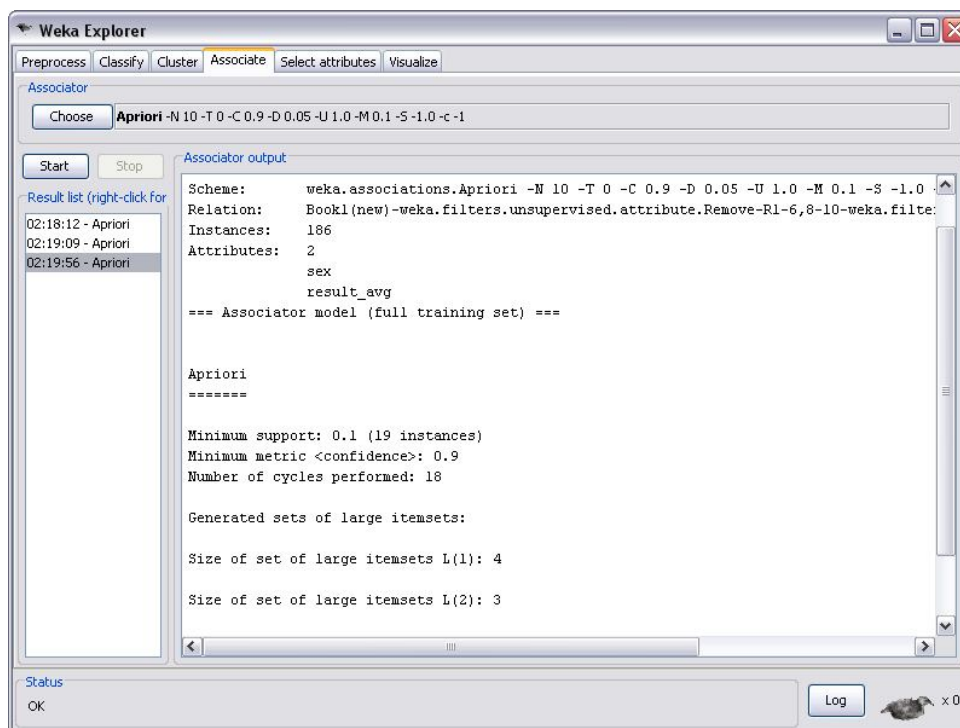 Weka Explorer
Preprocess Classify Cluster Associate Select attributes Visualize
Associator
Choose Apriori -N 10 -T 0 -C 0.9 -D 0.05 -U 1.0 -M 0.1 -S -1.0 -c -1
Start Stop
Result list (right-click for
02:18:12 - Apriori
02:19:09 - Apriori
02:19:56 - Apriori
Associator output
Scheme: weka.associations.Apriori -N 10 -T 0 -C 0.9 -D 0.05 -U 1.0 -M 0.1 -S -1.0 -
Relation: Book1(new)-weka.filters.unsupervised.attribute.Remove-R1-6,8-10-weka.filte
Instances: 186
Attributes: 2
sex
result_avg
=== Associator model (full training set) ===
Apriori
=======
Minimum support: 0.1 (19 instances)
Minimum metric <confidence>: 0.9
Number of cycles performed: 18
Generated sets of large itemsets:
Size of set of large itemsets L(1): 4
Size of set of large itemsets L(2): 3
Status
OK
Log
x 0